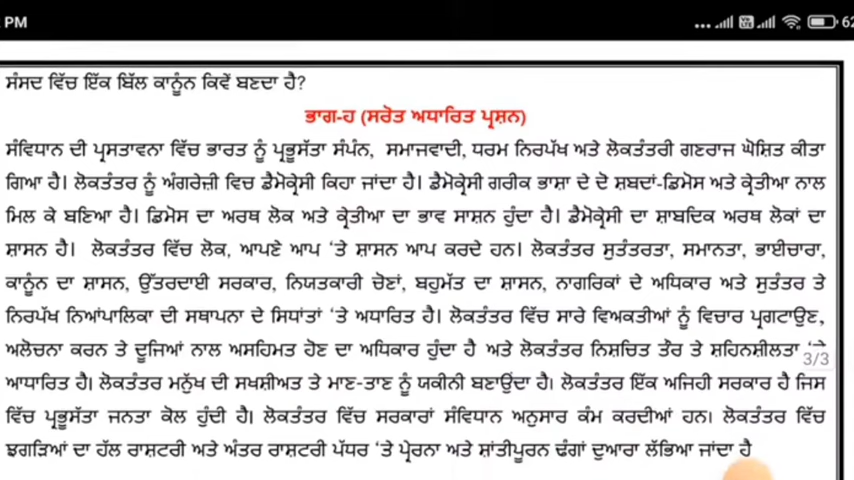 PM
62
ਸੰਸਦ ਵਿੱਚ ਇੱਕ ਬਿੱਲ ਕਾਨੂੰਨ ਕਿਵੇਂ ਬਣਦਾ ਹੈ?
ਭਾਗ-ਹ (ਸਰੋਤ ਅਧਾਰਿਤ ਪ੍ਰਸ਼ਨ)
ਸੰਵਿਧਾਨ ਦੀ ਪ੍ਰਸਤਾਵਨਾ ਵਿੱਚ ਭਾਰਤ ਨੂੰ ਪ੍ਰਭੂਸੱਤਾ ਸੰਪੰਨ, ਸਮਾਜਵਾਦੀ, ਧਰਮ ਨਿਰਪੱਖ ਅਤੇ ਲੋਕਤੰਤਰੀ ਗਣਰਾਜ ਘੋਸ਼ਿਤ ਕੀਤਾ
ਗਿਆ ਹੈ। ਲੋਕਤੰਤਰ ਨੂੰ ਅੰਗਰੇਜ਼ੀ ਵਿਚ ਡੈਮੋਕ੍ਰੇਸੀ ਕਿਹਾ ਜਾਂਦਾ ਹੈ। ਡੈਮੋਕ੍ਰੇਸੀ ਗਰੀਕ ਭਾਸ਼ਾ ਦੇ ਦੋ ਸ਼ਬਦਾਂ-ਡਿਮੋਸ ਅਤੇ ਕ੍ਰੇਤੀਆ ਨਾਲ
ਮਿਲ ਕੇ ਬਣਿਆ ਹੈ। ਡਿਮੋਸ ਦਾ ਅਰਥ ਲੋਕ ਅਤੇ ਕ੍ਰੇਤੀਆ ਦਾ ਭਾਵ ਸਾਸ਼ਨ ਹੁੰਦਾ ਹੈ। ਡੈਮੋਕ੍ਰੇਸੀ ਦਾ ਸ਼ਾਬਦਿਕ ਅਰਥ ਲੋਕਾਂ ਦਾ
ਸ਼ਾਸਨ ਹੈ। ਲੋਕਤੰਤਰ ਵਿੱਚ ਲੋਕ, ਆਪਣੇ ਆਪ ‘ਤੇ ਸ਼ਾਸਨ ਆਪ ਕਰਦੇ ਹਨ। ਲੋਕਤੰਤਰ ਸੁਤੰਤਰਤਾ, ਸਮਾਨਤਾ, ਭਾਈਚਾਰਾ,
ਕਾਨੂੰਨ ਦਾ ਸ਼ਾਸਨ, ਉੱਤਰਦਾਈ ਸਰਕਾਰ, ਨਿਯਤਕਾਰੀ ਚੋਣਾਂ, ਬਹੁਮੱਤ ਦਾ ਸ਼ਾਸਨ, ਨਾਗਰਿਕਾਂ ਦੇ ਅਧਿਕਾਰ ਅਤੇ ਸੁਤੰਤਰ ਤੇ
ਨਿਰਪੱਖ ਨਿਆਂਪਾਲਿਕਾ ਦੀ ਸਥਾਪਨਾ ਦੇ ਸਿਧਾਂਤਾਂ ‘ਤੇ ਅਧਾਰਿਤ ਹੈ। ਲੋਕਤੰਤਰ ਵਿੱਚ ਸਾਰੇ ਵਿਅਕਤੀਆਂ ਨੂੰ ਵਿਚਾਰ ਪ੍ਰਗਟਾਉਣ,
ਅਲੋਚਨਾ ਕਰਨ ਤੇ ਦੂਜਿਆਂ ਨਾਲ ਅਸਹਿਮਤ ਹੋਣ ਦਾ ਅਧਿਕਾਰ ਹੁੰਦਾ ਹੈ ਅਤੇ ਲੋਕਤੰਤਰ ਨਿਸ਼ਚਿਤ ਤੌਰ ਤੇ ਸ਼ਹਿਨਸ਼ੀਲਤਾ
3/3
ਆਧਾਰਿਤ ਹੈ। ਲੋਕਤੰਤਰ ਮਨੁੱਖ ਦੀ ਸਖਸ਼ੀਅਤ ਤੇ ਮਾਣ-ਤਾਣ ਨੂੰ ਯਕੀਨੀ ਬਣਾਉਂਦਾ ਹੈ। ਲੋਕਤੰਤਰ ਇੱਕ ਅਜਿਹੀ ਸਰਕਾਰ ਹੈ ਜਿਸ
ਵਿੱਚ ਪ੍ਰਭੂਸੱਤਾ ਜਨਤਾ ਕੋਲ ਹੁੰਦੀ ਹੈ। ਲੋਕਤੰਤਰ ਵਿੱਚ ਸਰਕਾਰਾਂ ਸੰਵਿਧਾਨ ਅਨੁਸਾਰ ਕੰਮ ਕਰਦੀਆਂ ਹਨ। ਲੋਕਤੰਤਰ ਵਿੱਚ
ਝਗੜਿਆਂ ਦਾ ਹੱਲ ਰਾਸ਼ਟਰੀ ਅਤੇ ਅੰਤਰ ਰਾਸ਼ਟਰੀ ਪੱਧਰ ‘ਤੇ ਪ੍ਰੇਰਨਾ ਅਤੇ ਸ਼ਾਂਤੀਪੂਰਨ ਢੰਗਾਂ ਦੁਆਰਾ ਲੱਭਿਆ ਜਾਂਦਾ ਹੈ